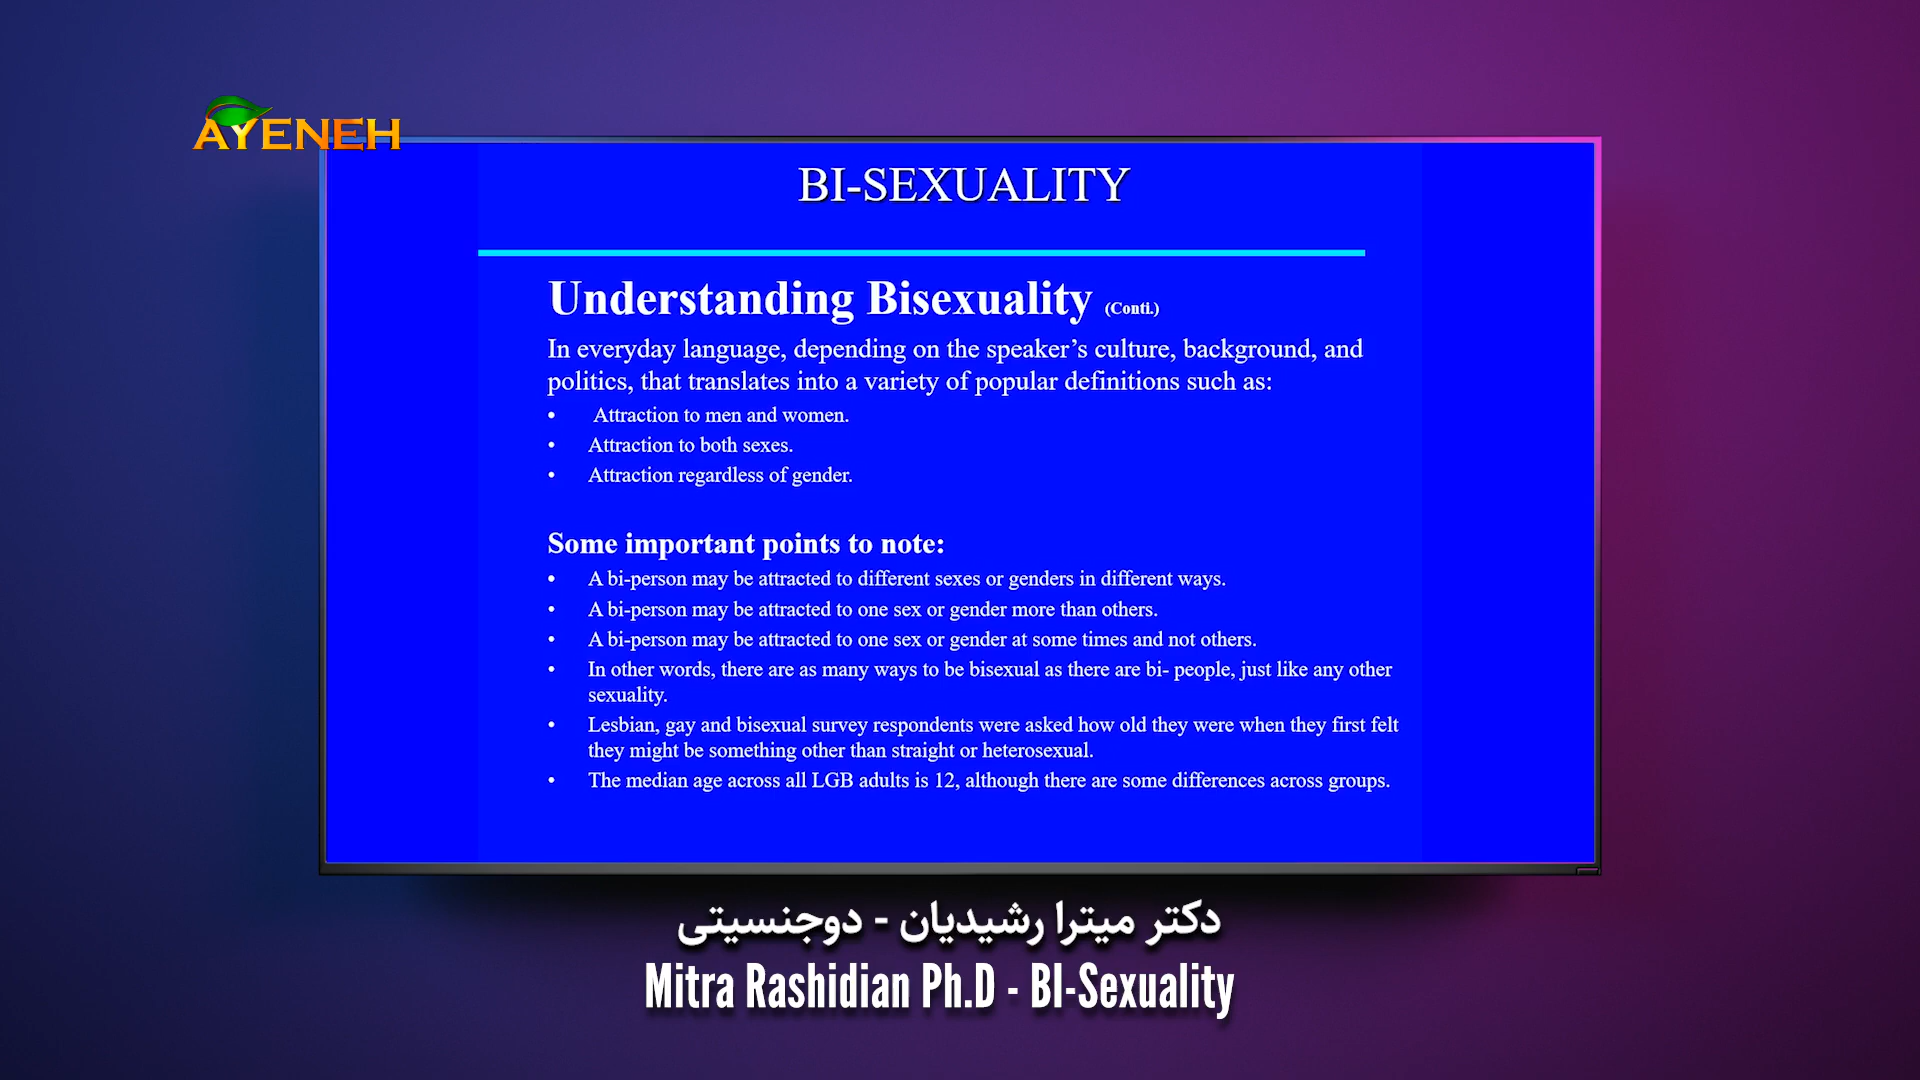 AYENEH
BI-SEXUALITY
Understanding Bisexuality (Conti.)
In everyday language, depending on the speaker’s culture, background, and
politics, that translates into a variety of popular definitions such as:
• Attraction to men and women.
• Attraction to both sexes.
• Attraction regardless of gender.
Some important points to note:
• A bi-person may be attracted to different sexes or genders in different ways.
• A bi-person may be attracted to one sex or gender more than others.
• A bi-person may be attracted to one sex or gender at some times and not others.
• In other words, there are as many ways to be bisexual as there are bi- people, just like any other
sexuality.
• Lesbian, gay and bisexual survey respondents were asked how old they were when they first felt
they might be something other than straight or heterosexual.
• The median age across all LGB adults is 12, although there are some differences across groups.
دکتر میترا رشیدیان - دوجنسیتی
Mitra Rashidian Ph.D - BI-Sexuality